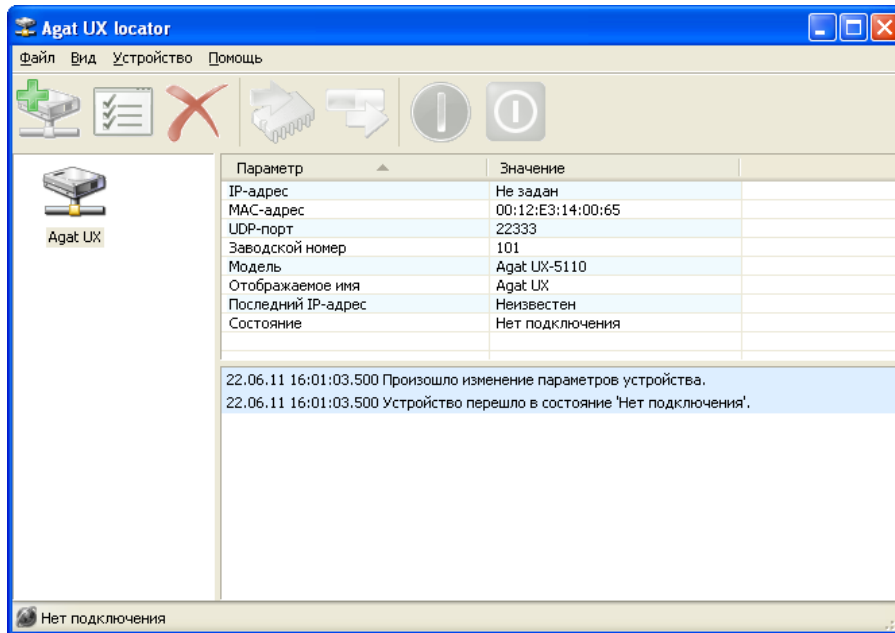 Agat UX locator
Файл Вид Устройство Помощь
Agat UX
Параметр Значение
IP-адрес Не задан
MAC-адрес 00:12:E3:14:00:65
UDP-порт 22333
Заводской номер 101
Модель Agat UX-5110
Отображаемое имя Agat UX
Последний IP-адрес Неизвестен
Состояние Нет подключения
22.06.11 16:01:03.500 Произошло изменение параметров устройства.
22.06.11 16:01:03.500 Устройство перешло в состояние 'Нет подключения'.
Нет подключения